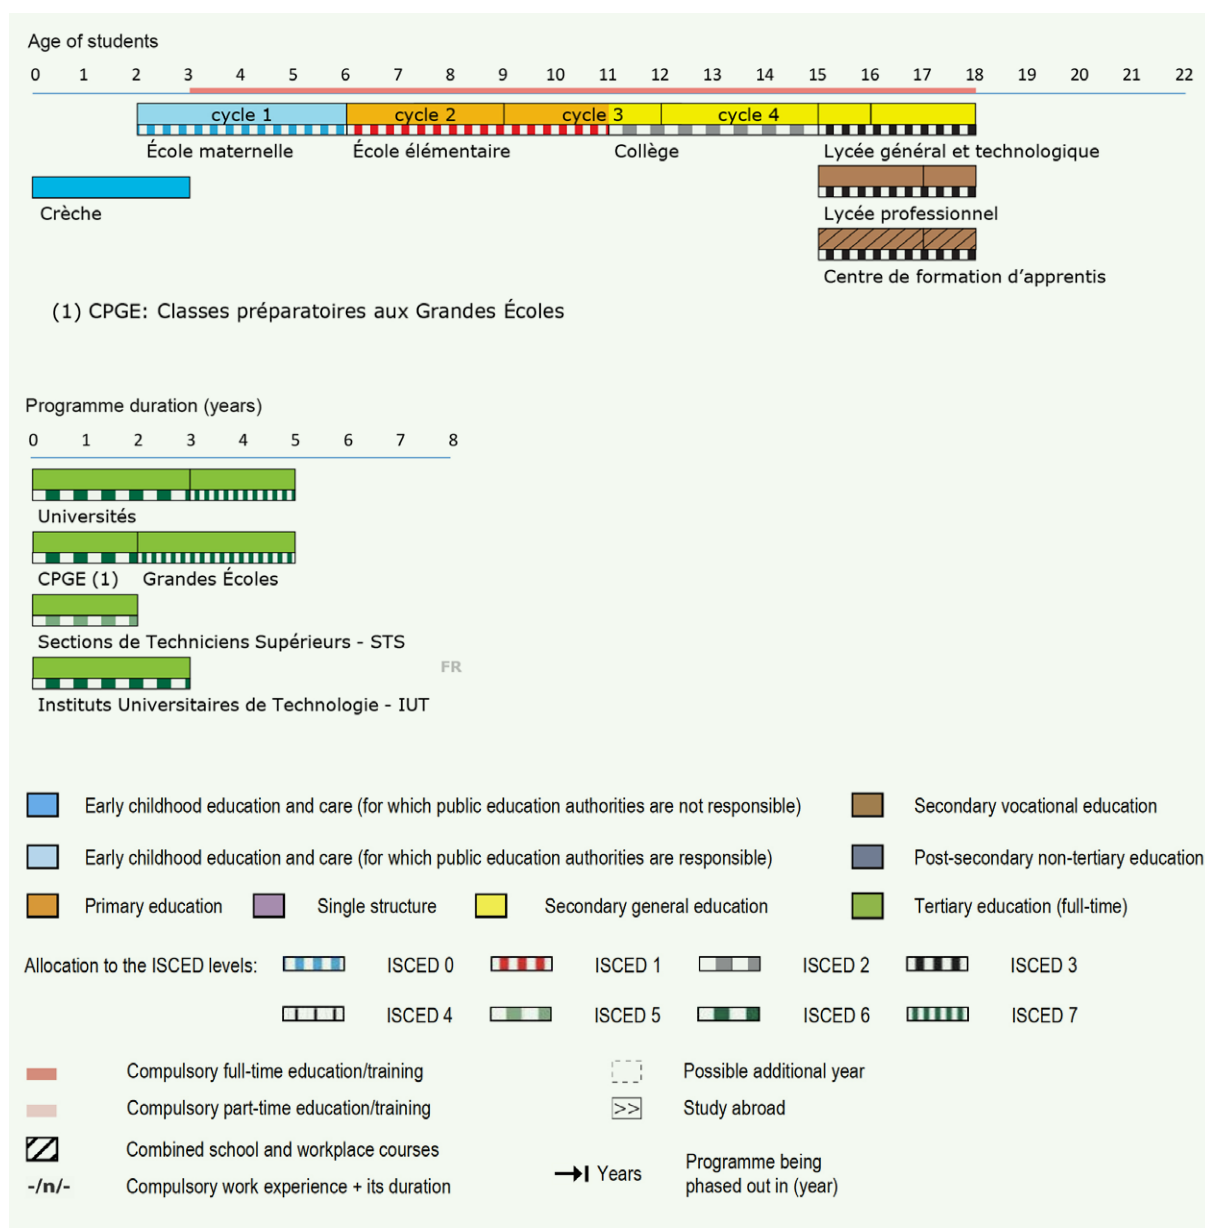 Age of students
0 1 2 3 4 5 6 7 8 9 10 11 12 13 14 15 16 17 18 19 20 21 22
cycle 1 cycle 2 cycle 3 cycle 4
École maternelle École élémentaire Collège Lycée général et technologique
Crèche Lycée professionnel
Centre de formation d’apprentis
(1) CPGE: Classes préparatoires aux Grandes Écoles
Programme duration (years)
0 1 2 3 4 5 6 7 8
Universités
CPGE (1) Grandes Écoles
Sections de Techniciens Supérieurs - STS
FR
Instituts Universitaires de Technologie - IUT
Early childhood education and care (for which public education authorities are not responsible) Secondary vocational education
Early childhood education and care (for which public education authorities are responsible) Post-secondary non-tertiary education
Primary education Single structure Secondary general education Tertiary education (full-time)
Allocation to the ISCED levels: ISCED 0 ISCED 1 ISCED 2 ISCED 3
ISCED 4 ISCED 5 ISCED 6 ISCED 7
Compulsory full-time education/training Possible additional year
Compulsory part-time education/training >> Study abroad
Combined school and workplace courses
-/n/- Compulsory work experience + its duration
Years Programme being
phased out in (year)